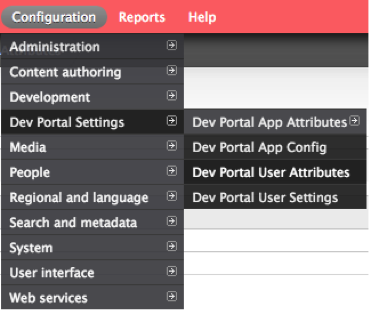 Configuration Reports Help
Administration
Content authoring
Development
Dev Portal Settings
Dev Portal App Attributes
Media
Dev Portal App Config
People
Dev Portal User Attributes
Regional and language
Dev Portal User Settings
Search and metadata
System
User interface
Web services